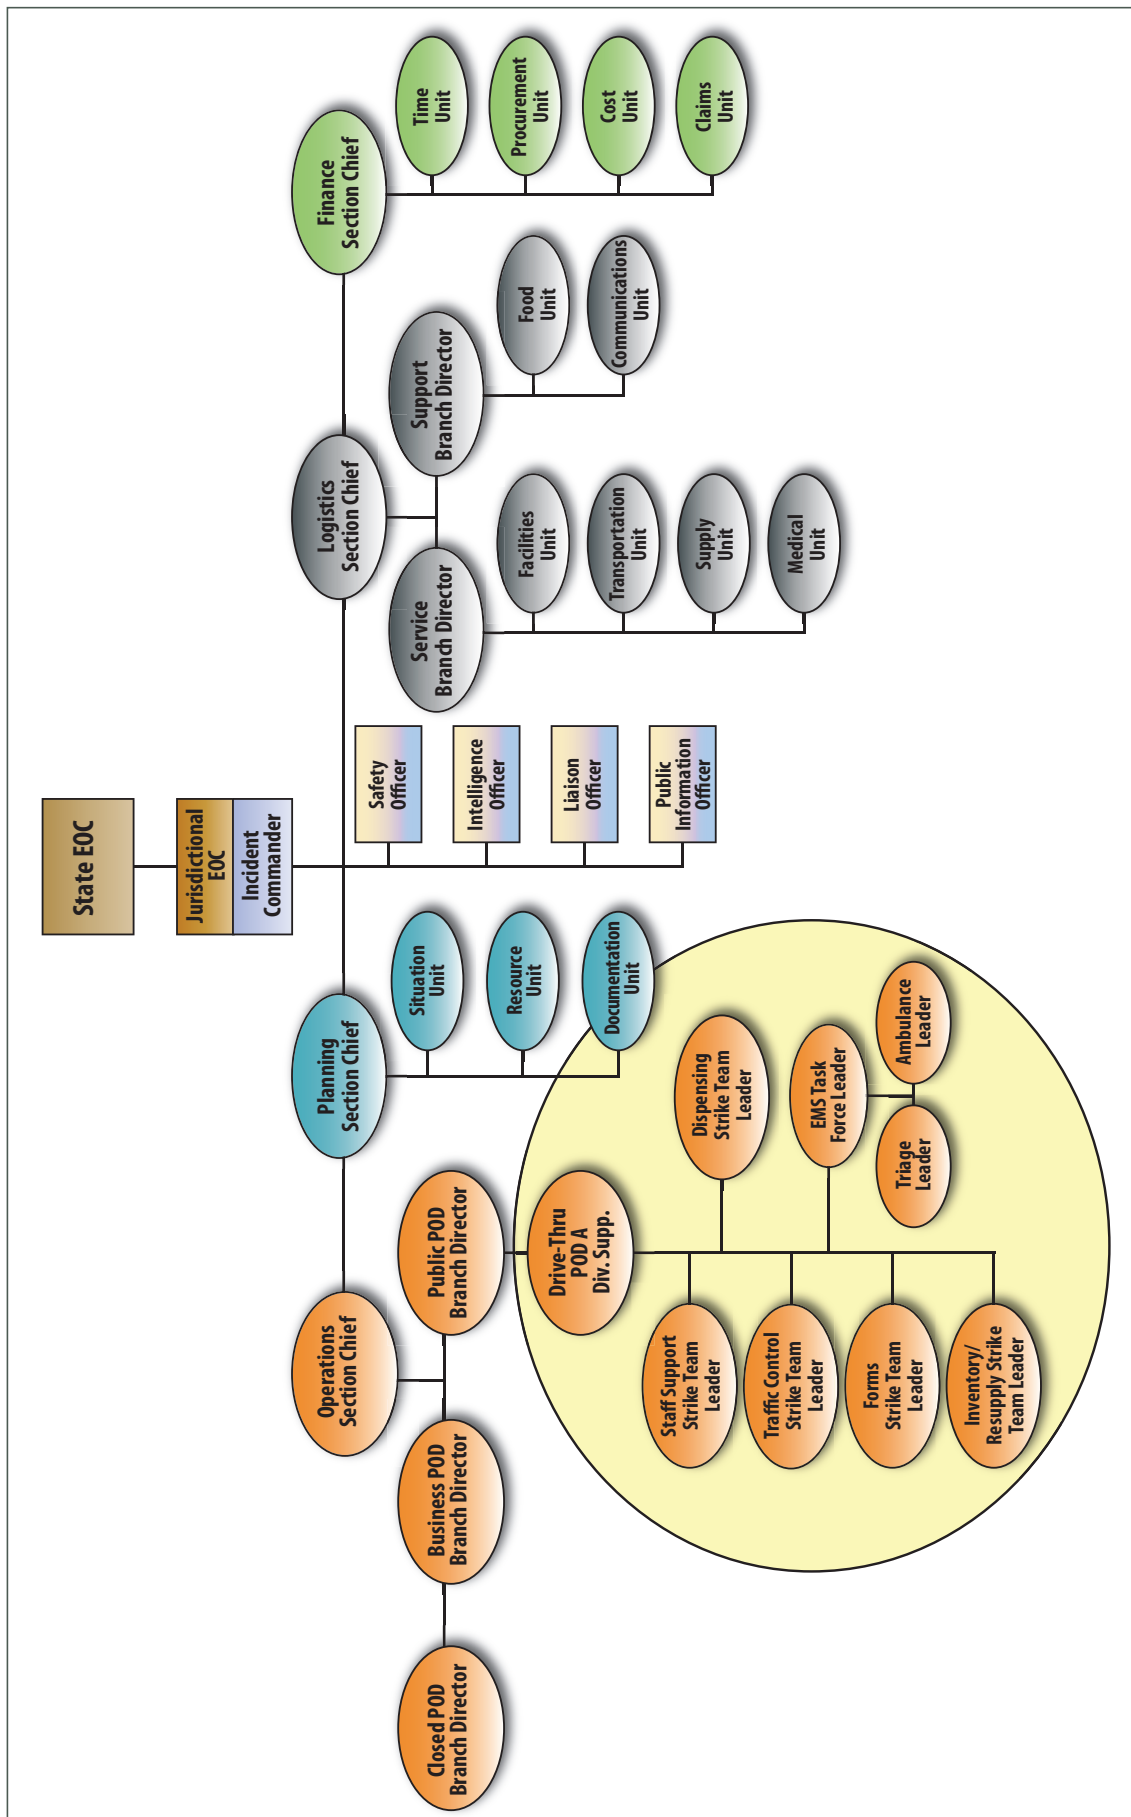 State EOC
Jurisdictional
EOC
Incident
Commander
Operations
Section Chief
Planning
Section Chief
Logistics
Section Chief
Finance
Section Chief
Closed POD
Branch Director
Business POD
Branch Director
Public POD
Branch Director
Drive-Thru
POD A
Div. Supp.
Staff Support
Strike Team
Leader
Traffic Control
Strike Team
Leader
Forms
Strike Team
Leader
Inventory/
Resupply Strike
Team Leader
Dispensing
Strike Team
Leader
EMS Task
Force Leader
Triage
Leader
Ambulance
Leader
Situation
Unit
Resource
Unit
Documentation
Unit
Safety
Officer
Intelligence
Officer
Liaison
Officer
Public
Information
Officer
Service
Branch Director
Facilities
Unit
Transportation
Unit
Supply
Unit
Medical
Unit
Support
Branch Director
Food
Unit
Communications
Unit
Time
Unit
Procurement
Unit
Cost
Unit
Claims
Unit